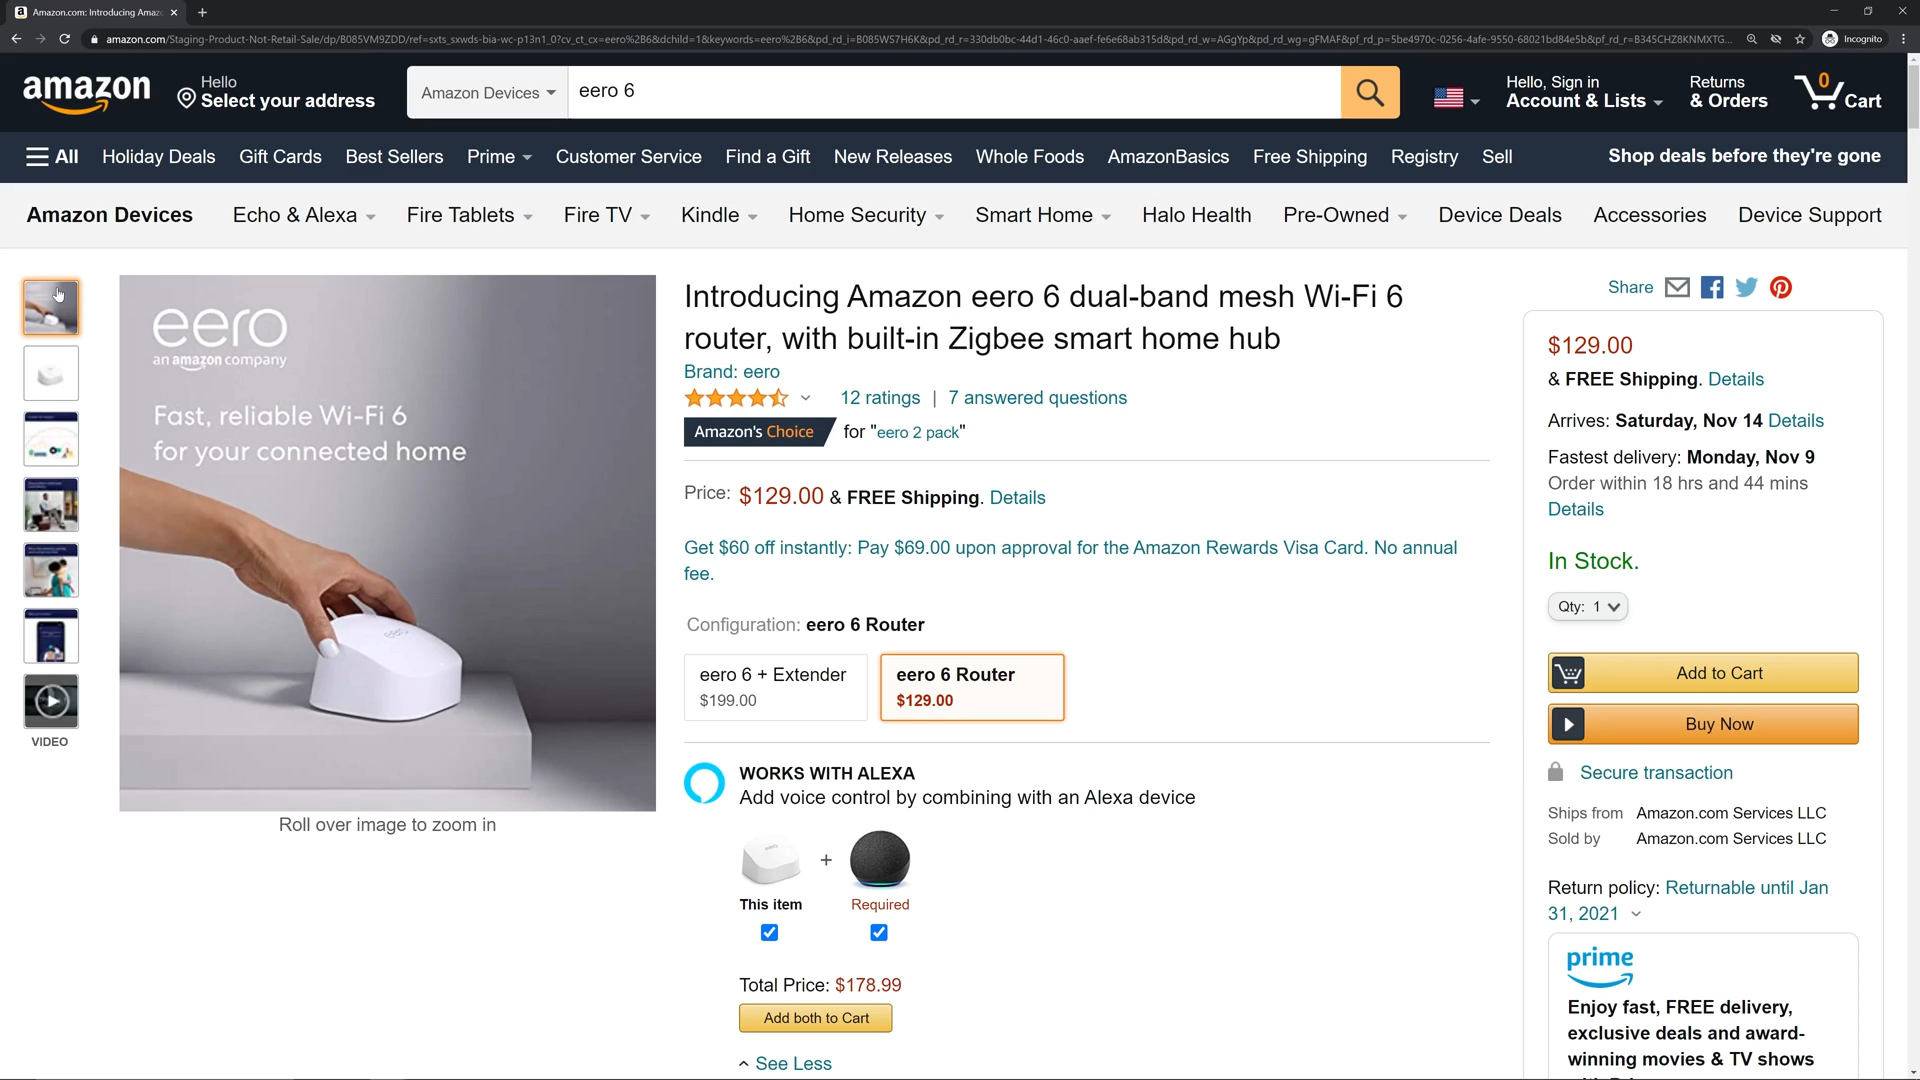 Amazon.com: Introducing Amaz
amazon.com/Staging-Product-Not-Retail-Sale/dp/B085VM9ZDD/ref=sxts_sxwds-bia-wc-p13n1_0?cv_ct_cx=eero%2B6&dchild=1&keywords=eero%2B6&pd_rd_i=B085WS7H6K&pd_rd_r=330db0bc-44d1-46c0-aaef-fe6e68ab315d&pd_rd_w=AGgYp&pd_rd_wg=gFMAF&pf_rd_p=5be4970c-0256-4afe-9550-68021bd84e5b&pf_rd_r=B345CHZ8KNMXTG...
Incognito
amazon
Hello
Select your address
Amazon Devices
eero 6
Hello, Sign in
Account & Lists
Returns
& Orders
0
Cart
All
Holiday Deals
Gift Cards
Best Sellers
Prime
Customer Service
Find a Gift
New Releases
Whole Foods
AmazonBasics
Free Shipping
Registry
Sell
Shop deals before they're gone
Amazon Devices
Echo & Alexa
Fire Tablets
Fire TV
Kindle
Home Security
Smart Home
Halo Health
Pre-Owned
Device Deals
Accessories
Device Support
VIDEO
eero
an amazon company
Fast, reliable Wi-Fi 6
for your connected home
eero
Roll over image to zoom in
Introducing Amazon eero 6 dual-band mesh Wi-Fi 6
router, with built-in Zigbee smart home hub
Brand: eero
12 ratings | 7 answered questions
Amazon's Choice for "eero 2 pack"
Price: $129.00 & FREE Shipping. Details
Get $60 off instantly: Pay $69.00 upon approval for the Amazon Rewards Visa Card. No annual
fee.
Configuration: eero 6 Router
eero 6 + Extender
$199.00
eero 6 Router
$129.00
WORKS WITH ALEXA
Add voice control by combining with an Alexa device
eero
+
This item
Required
Total Price: $178.99
Add both to Cart
See Less
Share
$129.00
& FREE Shipping. Details
Arrives: Saturday, Nov 14 Details
Fastest delivery: Monday, Nov 9
Order within 18 hrs and 44 mins
Details
In Stock.
Qty: 1
Add to Cart
Buy Now
Secure transaction
Ships from Amazon.com Services LLC
Sold by Amazon.com Services LLC
Return policy: Returnable until Jan
31, 2021
prime
Enjoy fast, FREE delivery,
exclusive deals and award-
winning movies & TV shows